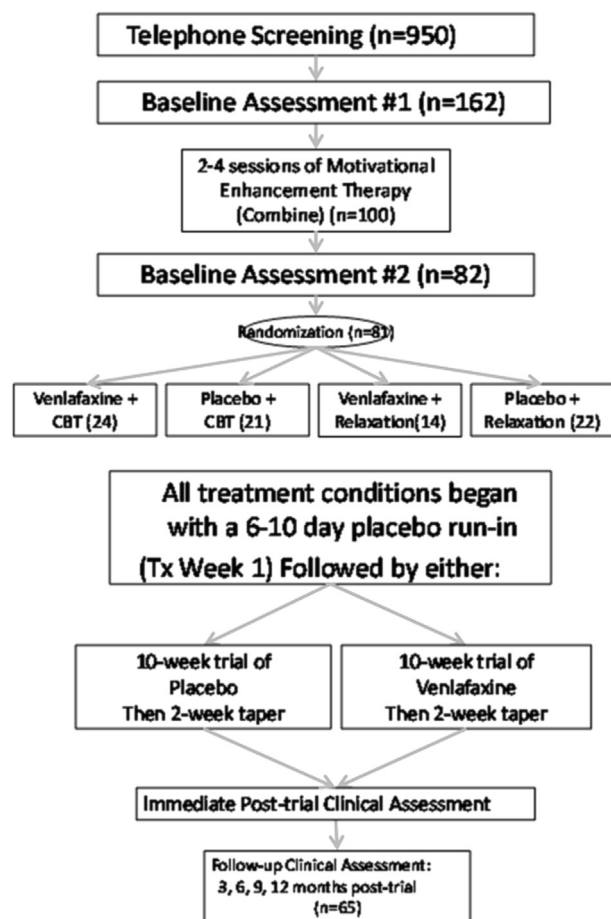 Telephone Screening (n=950)
Baseline Assessment #1 (n=162)
2-4 sessions of Motivational
Enhancement Therapy
(Combine) (n=100)
Baseline Assessment #2 (n=82)
Randomization (n=81)
Venlafaxine +
CBT (24)
Placebo +
CBT (21)
Venlafaxine +
Relaxation(14)
Placebo +
Relaxation (22)
All treatment conditions began
with a 6-10 day placebo run-in
(Tx Week 1) Followed by either:
10-week trial of
Placebo
Then 2-week taper
10-week trial of
Venlafaxine
Then 2-week taper
Immediate Post-trial Clinical Assessment
Follow-up Clinical Assessment:
3, 6, 9, 12 months post-trial
(n=65)